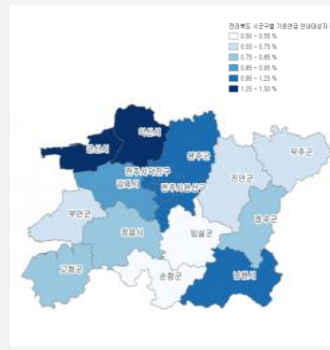 전라북도 시군구별 기초연금 안내대상자
0.50 - 0.55 %
0.55 - 0.75 %
0.75 - 0.85 %
0.85 - 0.95 %
0.95 - 1.25 %
1.25 - 1.50 %
익산시
군산시
완주군
무주군
전주시덕진구
김제시
진안군
전주시완산구
부안군
장수군
정읍시
임실군
고창군
순창군
남원시